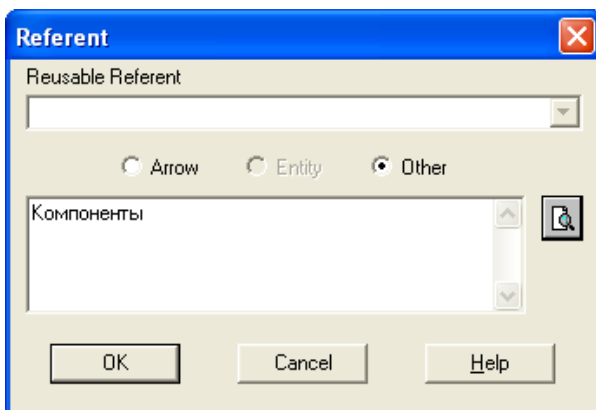 Referent
Reusable Referent
Arrow Entity Other
Компоненты
OK Cancel Help